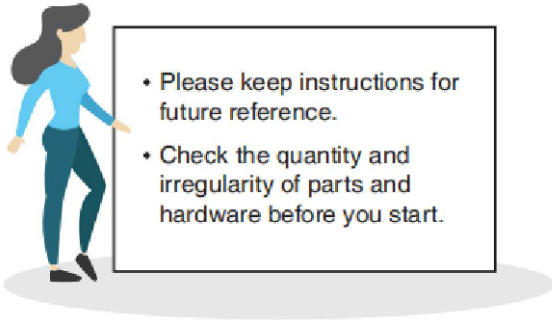 • Please keep instructions for
future reference.
• Check the quantity and
irregularity of parts and
hardware before you start.